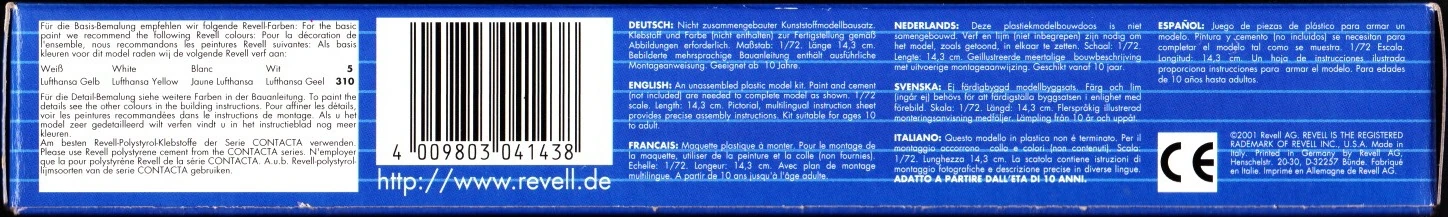 Für die Basis-Bemalung empfehlen wir folgende Revell-Farben: For the basic
paint we recommend the following Revell colours: Pour la décoration de
l'ensemble, nous recommandons les peintures Revell suivantes: Als basis
kleuren voor dit model raden wij de volgende Revell verf aan:
Weiß White Blanc Wit 5
Lufthansa Gelb Lufthansa Yellow Jaune Lufthansa Lufthansa Geel 310
Für die Detail-Bemalung siehe weitere Farben in der Bauanleitung. To paint the
details see the other colours in the building instructions. Pour affiner les détails,
voir les peintures recommandées dans le instructions de montage. Als u het
model zeer gedetailleerd wilt verfen vindt u in het instructieblad nog meer
kleuren.
Am besten Revell-Polystyrol-Klebstoffe der Serie CONTACTA verwenden.
Please use Revell polystyrene cement from the CONTACTA series. N'employer
que la pour polystyréne Revell de la série CONTACTA. A.u.b. Revell-polystyrol-
lijmsoorten van de serie CONTACTA gebruiken.
4 009803 041438
http://www.revell.de
DEUTSCH: Nicht zusammengebauter Kunststoffmodellbausatz.
Klebstoff und Farbe (nicht enthalten) zur Fertigstellung gemäß
Abbildungen erforderlich. Maßstab: 1/72. Länge 14,3 cm.
Bebilderte mehrsprachige Bauanleitung enthält ausführliche
Montageanweisung. Geeignet ab 10 Jahre.
ENGLISH: An unassembled plastic model kit. Paint and cement
(not included) are needed to complete model as shown. 1/72
scale. Length: 14,3 cm. Pictorial, multilingual instruction sheet
provides precise assembly instructions. Kit suitable for ages 10
to adult.
FRANCAIS: Maquette plastique à monter. Pour le montage de
la maquette, utiliser de la peinture et la colle (non fournies).
Echelle: 1/72. Longeur: 14,3 cm. Avec plan de montage
multilingue. A partir de 10 ans jusqu'à l'âge adulte.
NEDERLANDS: Deze plastiekmodelbouwdoos is niet
samengebouwd. Verf en lijm (niet inbegrepen) zijn nodig om
het model, zoals getoond, in elkaar te zetten. Schaal: 1/72.
Lengte: 14,3 cm. Geillustreerde meertalige bouwbeschrijving
met uitvoerige montageaanwijzing. Geschikt vanaf 10 jaar.
SVENSKA: Ej färdigbyggd modellbyggsats. Färg och lim
(ingår ej) behövs för att färdigställa byggsatsen i enlighet med
förebild. Skala: 1/72. Längd: 14,3 cm. Flerspråkig illustrerad
monteringsanvisning medföljer. Lämpling från 10 år och uppåt.
ITALIANO: Questo modello in plastica non é terminato. Per il
montaggio occorrono colla e colori (non contenuti). Scala:
1/72. Lunghezza 14,3 cm. La scatola contiene istruzioni di
montaggio fotografiche e descrizione precise in diverse lingue.
ADATTO A PARTIRE DALL'ETA DI 10 ANNI.
ESPAÑOL: Juego de piezas de plástico para armar un
modelo. Pintura y cemento (no incluidos) se necesitan para
completar el modelo tal como se muestra. 1/72 Escala.
Longitud: 14,3 cm. Un hoja de instrucciones ilustrada
proporciona instrucciones para armar el modelo. Para edades
de 10 años hasta adultos.
CE
©2001 Revell AG. REVELL IS THE REGISTERED
RADEMARK OF REVELL INC., U.S.A. Made in
Italy. Printed in Germany by Revell AG,
Henschelstr. 20-30, D-32257 Bünde. Fabriqué
en Italie. Imprimé en Allemagne de Revell AG.